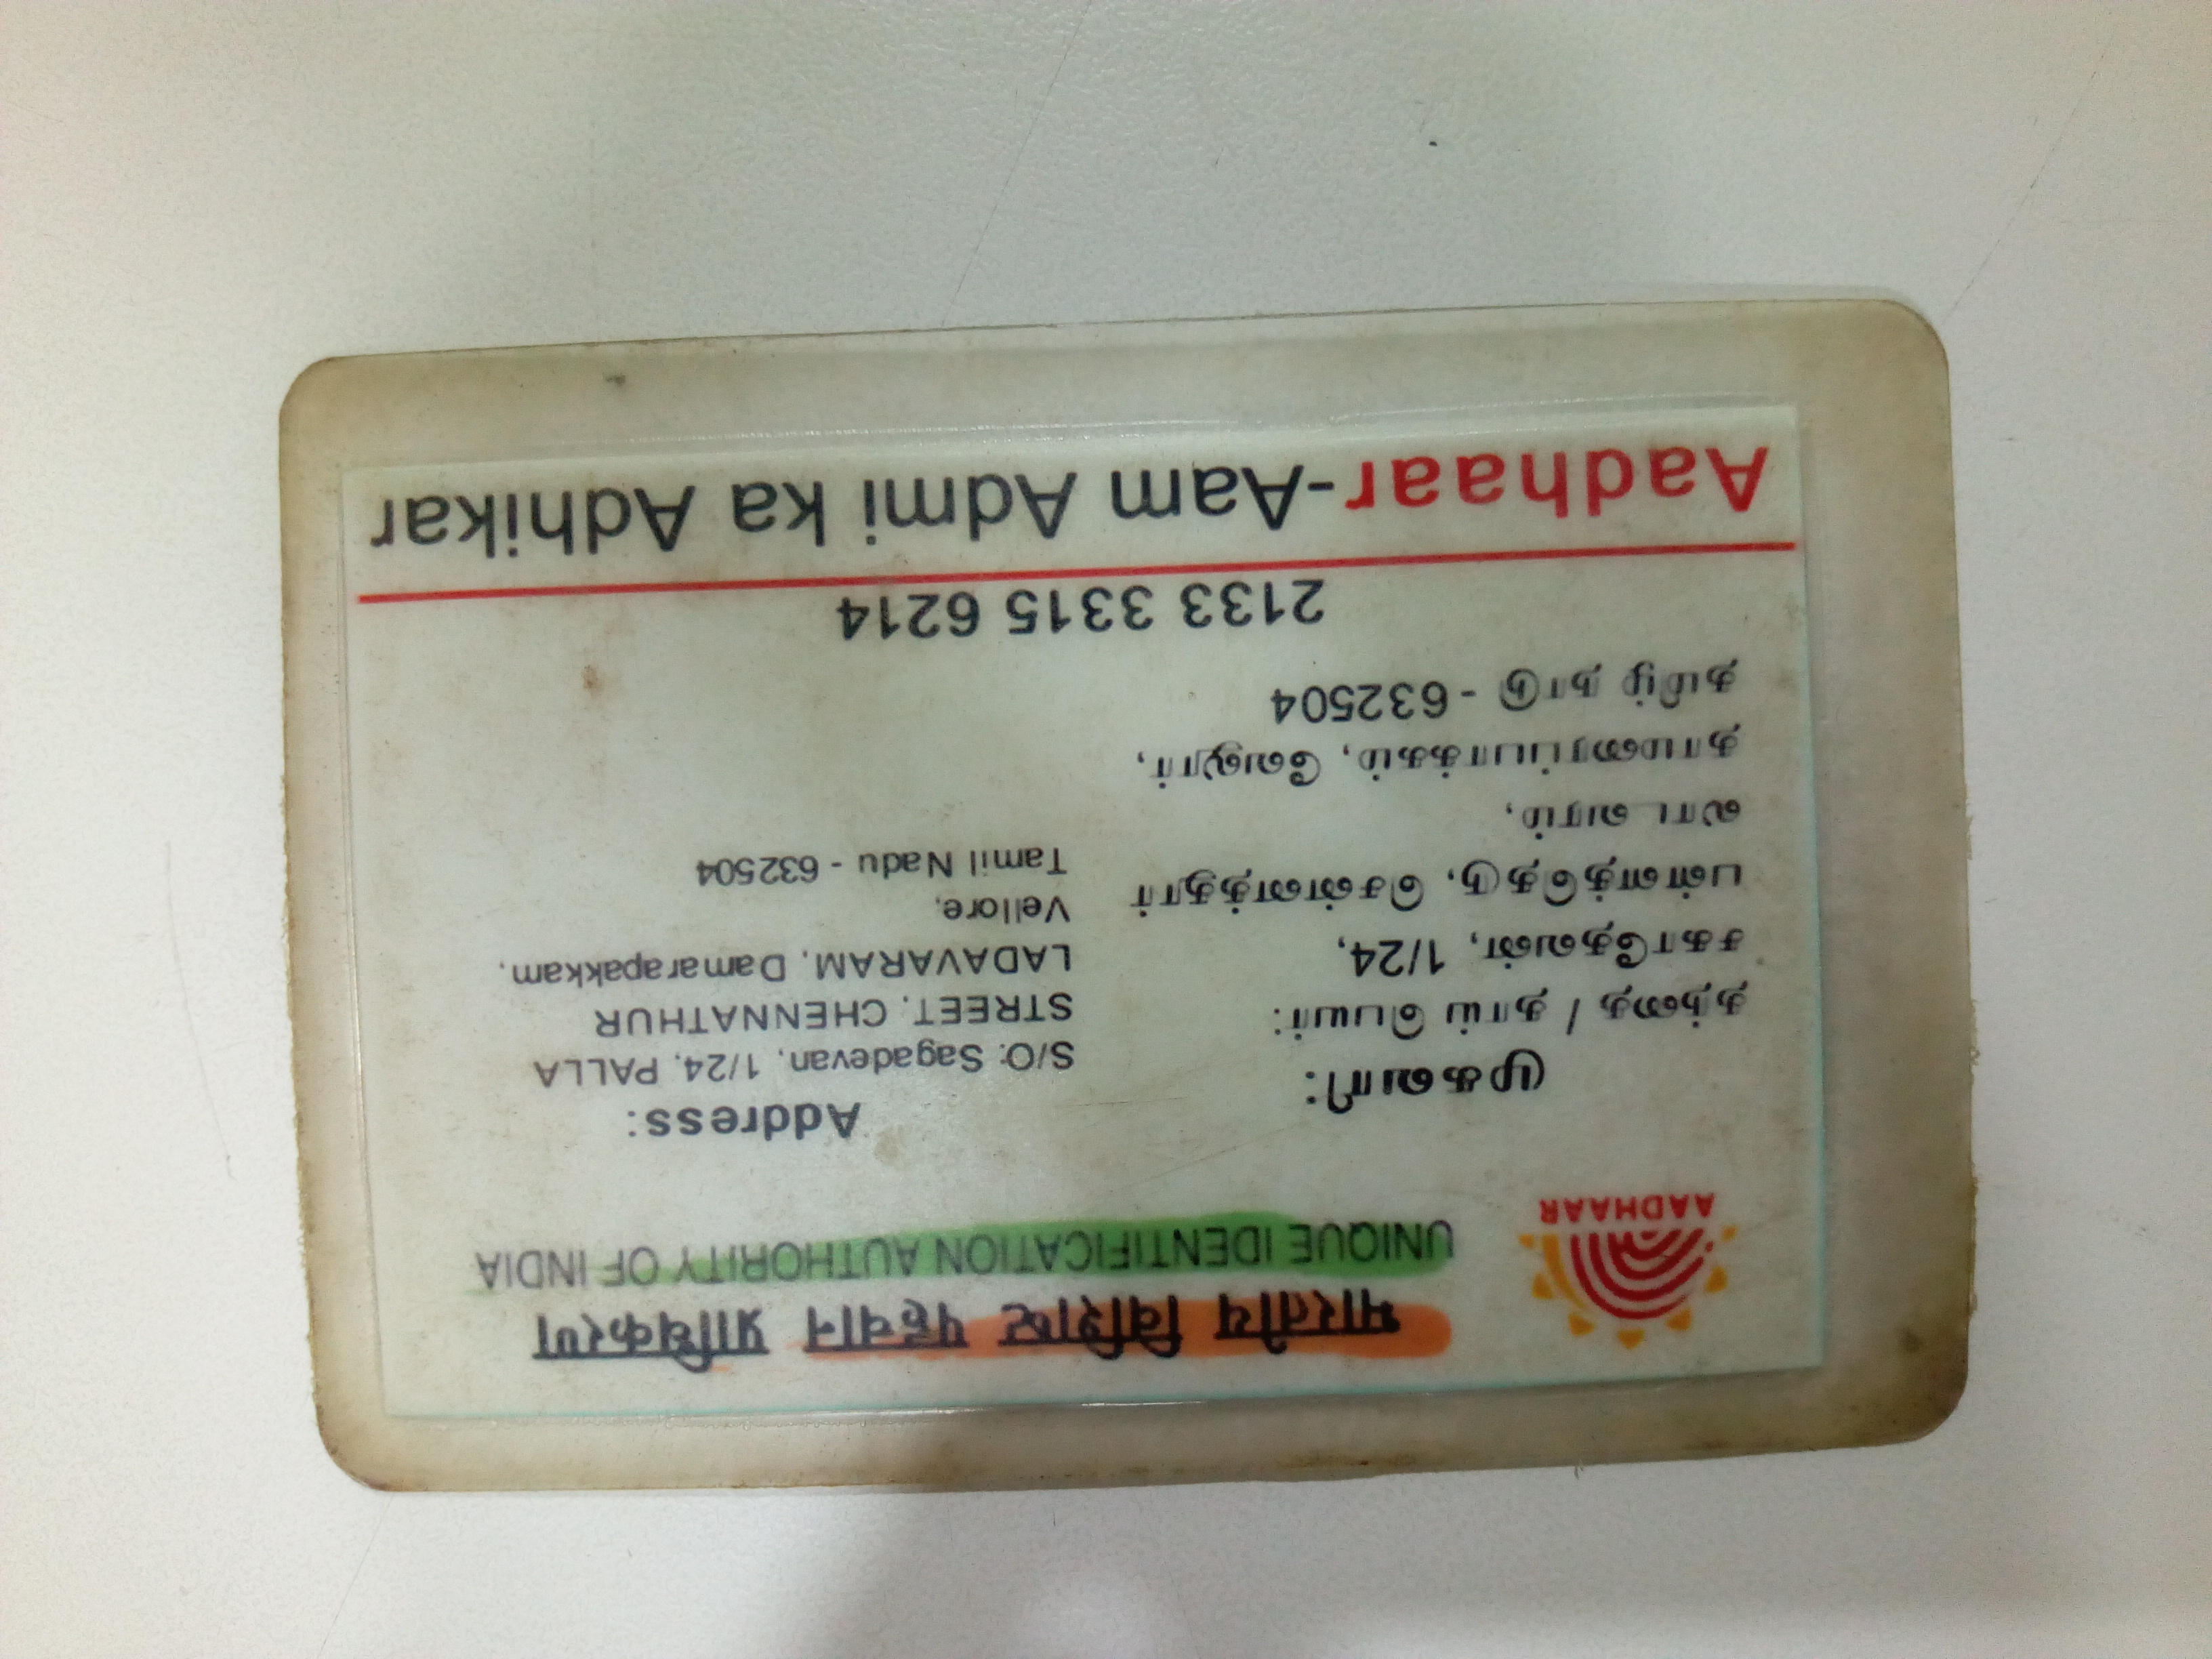 भारतीय विशिष्ट पहचान प्राधिकरण
UNIQUE IDENTIFICATION AUTHORITY OF INDIA
AADHAAR
முகவரி:
தந்தை / தாய் பெயர்:
சகாதேவன், 1/24,
பள்ளத்தெரு, சென்னத்தூர்
லாடவரம்,
தாமரைப்பாக்கம், வேலூர்,
தமிழ் நாடு - 632504
Address:
S/O: Sagadevan, 1/24, PALLA
STREET, CHENNATHUR
LADAVARAM, Damarapakkam,
Vellore,
Tamil Nadu - 632504
2133 3315 6214
Aadhaar-Aam Admi ka Adhikar